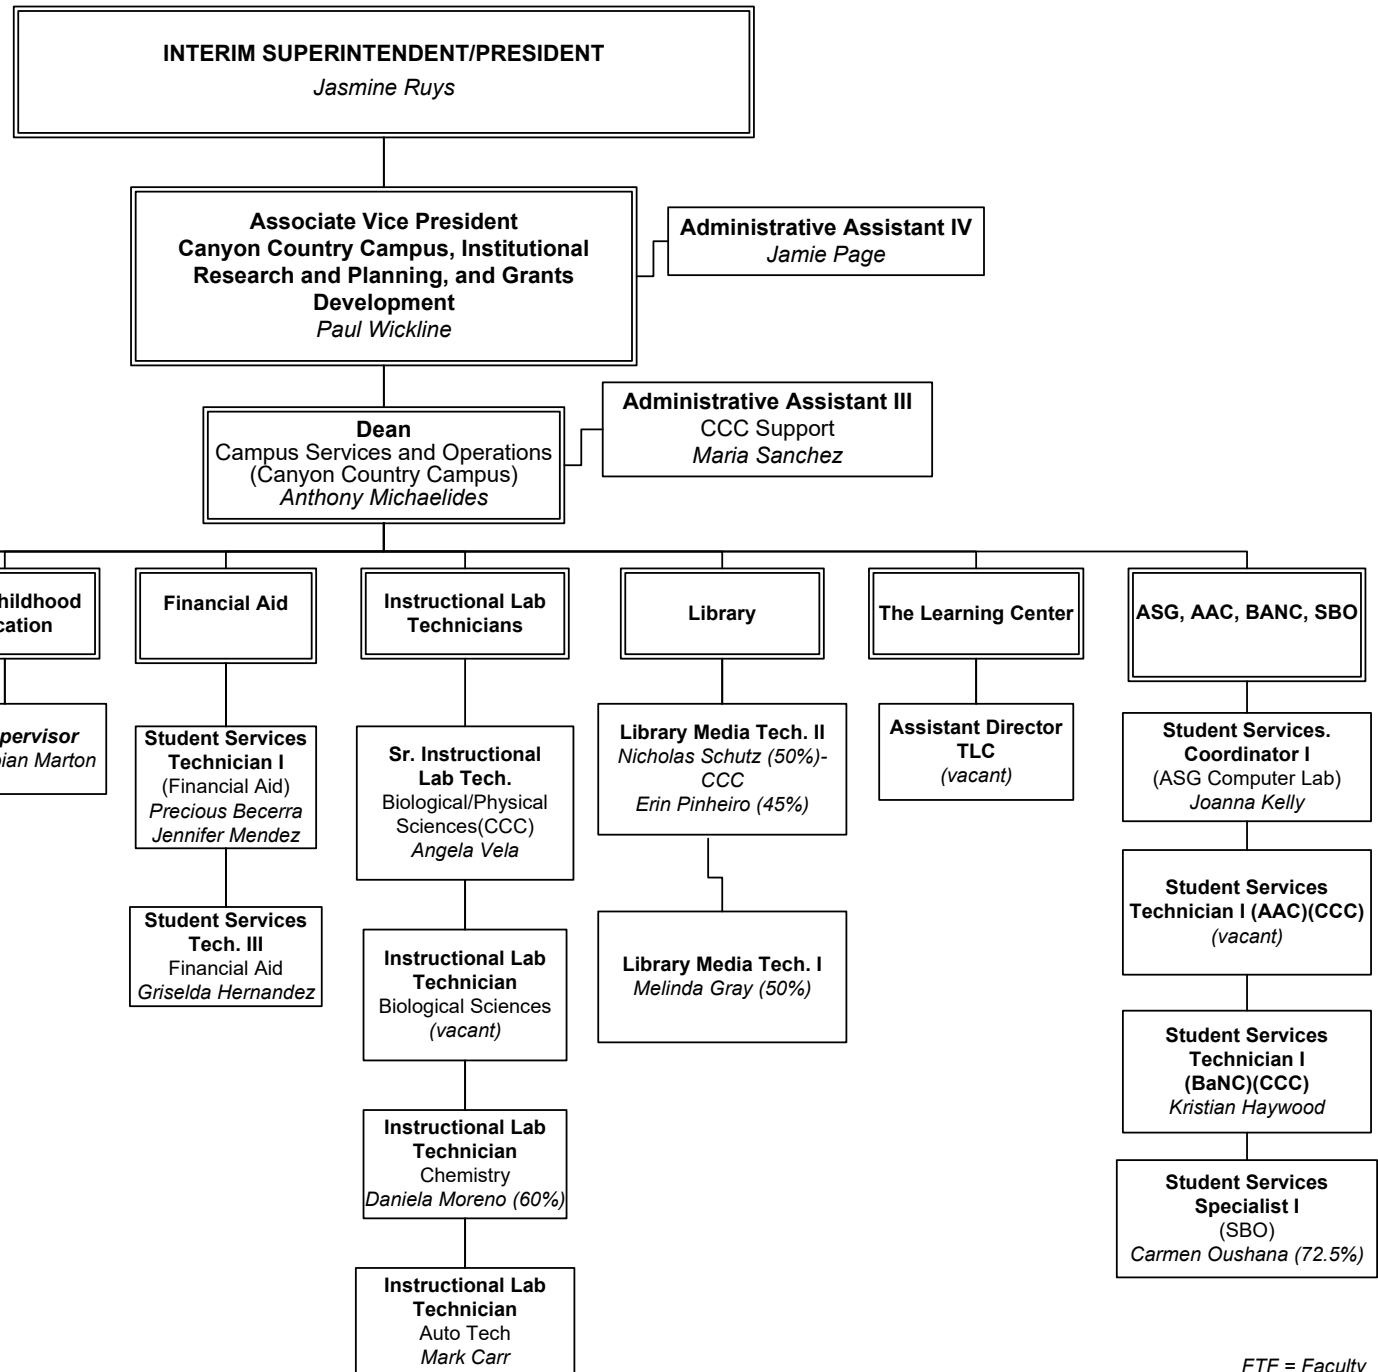 INTERIM SUPERINTENDENT/PRESIDENT
Jasmine Ruys
Associate Vice President
Canyon Country Campus, Institutional
Research and Planning, and Grants
Development
Paul Wickline
Administrative Assistant IV
Jamie Page
Dean
Campus Services and Operations
(Canyon Country Campus)
Anthony Michaelides
Administrative Assistant III
CCC Support
Maria Sanchez
Financial Aid
Student Services
Technician I
(Financial Aid)
Precious Becerra
Jennifer Mendez
Student Services
Tech. III
Financial Aid
Griselda Hernandez
Instructional Lab
Technicians
Sr. Instructional
Lab Tech.
Biological/Physical
Sciences(CCC)
Angela Vela
Instructional Lab
Technician
Biological Sciences
(vacant)
Instructional Lab
Technician
Chemistry
Daniela Moreno (60%)
Instructional Lab
Technician
Auto Tech
Mark Carr
Library
Library Media Tech. II
Nicholas Schutz (50%)-
CCC
Erin Pinheiro (45%)
Library Media Tech. I
Melinda Gray (50%)
The Learning Center
Assistant Director
TLC
(vacant)
ASG, AAC, BANC, SBO
Student Services.
Coordinator I
(ASG Computer Lab)
Joanna Kelly
Student Services
Technician I (AAC)(CCC)
(vacant)
Student Services
Technician I
(BaNC)(CCC)
Kristian Haywood
Student Services
Specialist I
(SBO)
Carmen Oushana (72.5%)
Marton
FTF = Faculty